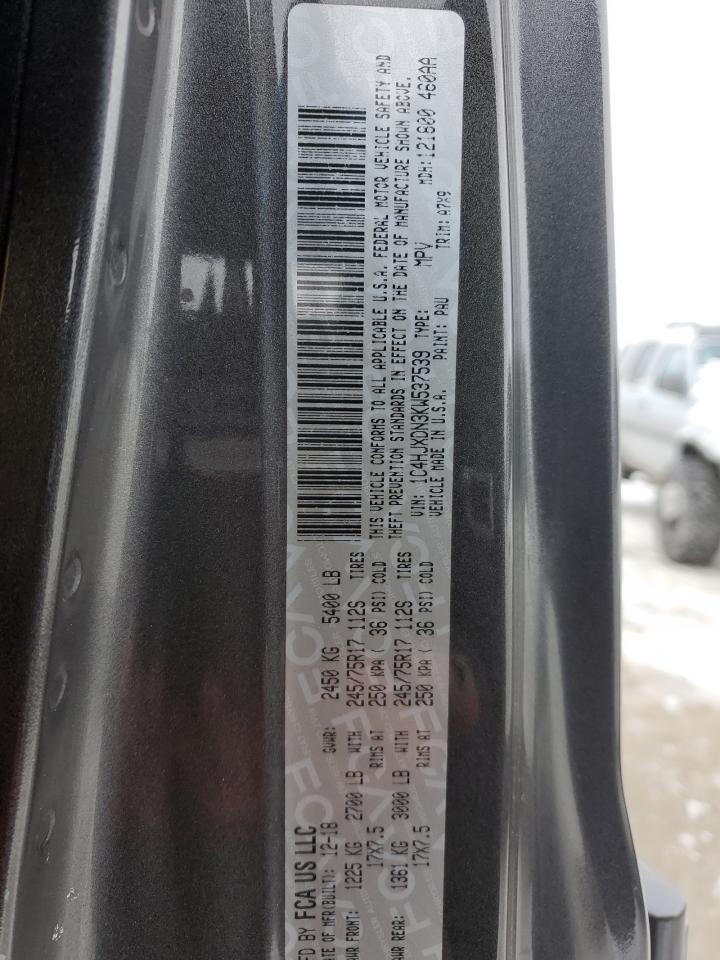 FD BY FCA US LLC
DATE OF MFR(BUILT): 12-18 GVWR: 2450 KG 5400 LB
GAWR FRONT: 1225 KG 2700 LB WITH 245/75R17 112S TIRES
17X7.5 RIMS AT 250 KPA ( 36 PSI) COLD
GAWR REAR: 1361 KG 3000 LB WITH 245/75R17 112S TIRES
17X7.5 RIMS AT 250 KPA ( 36 PSI) COLD
THIS VEHICLE CONFORMS TO ALL APPLICABLE U.S.A. FEDERAL MOTOR VEHICLE SAFETY AND
THEFT PREVENTION STANDARDS IN EFFECT ON THE DATE OF MANUFACTURE SHOWN ABOVE.
VIN: 1C4HJXDN3KW537539 TYPE: MPV MDH: 121800 460AA
VEHICLE MADE IN U.S.A. PAINT: PAU TRIM: A7X9